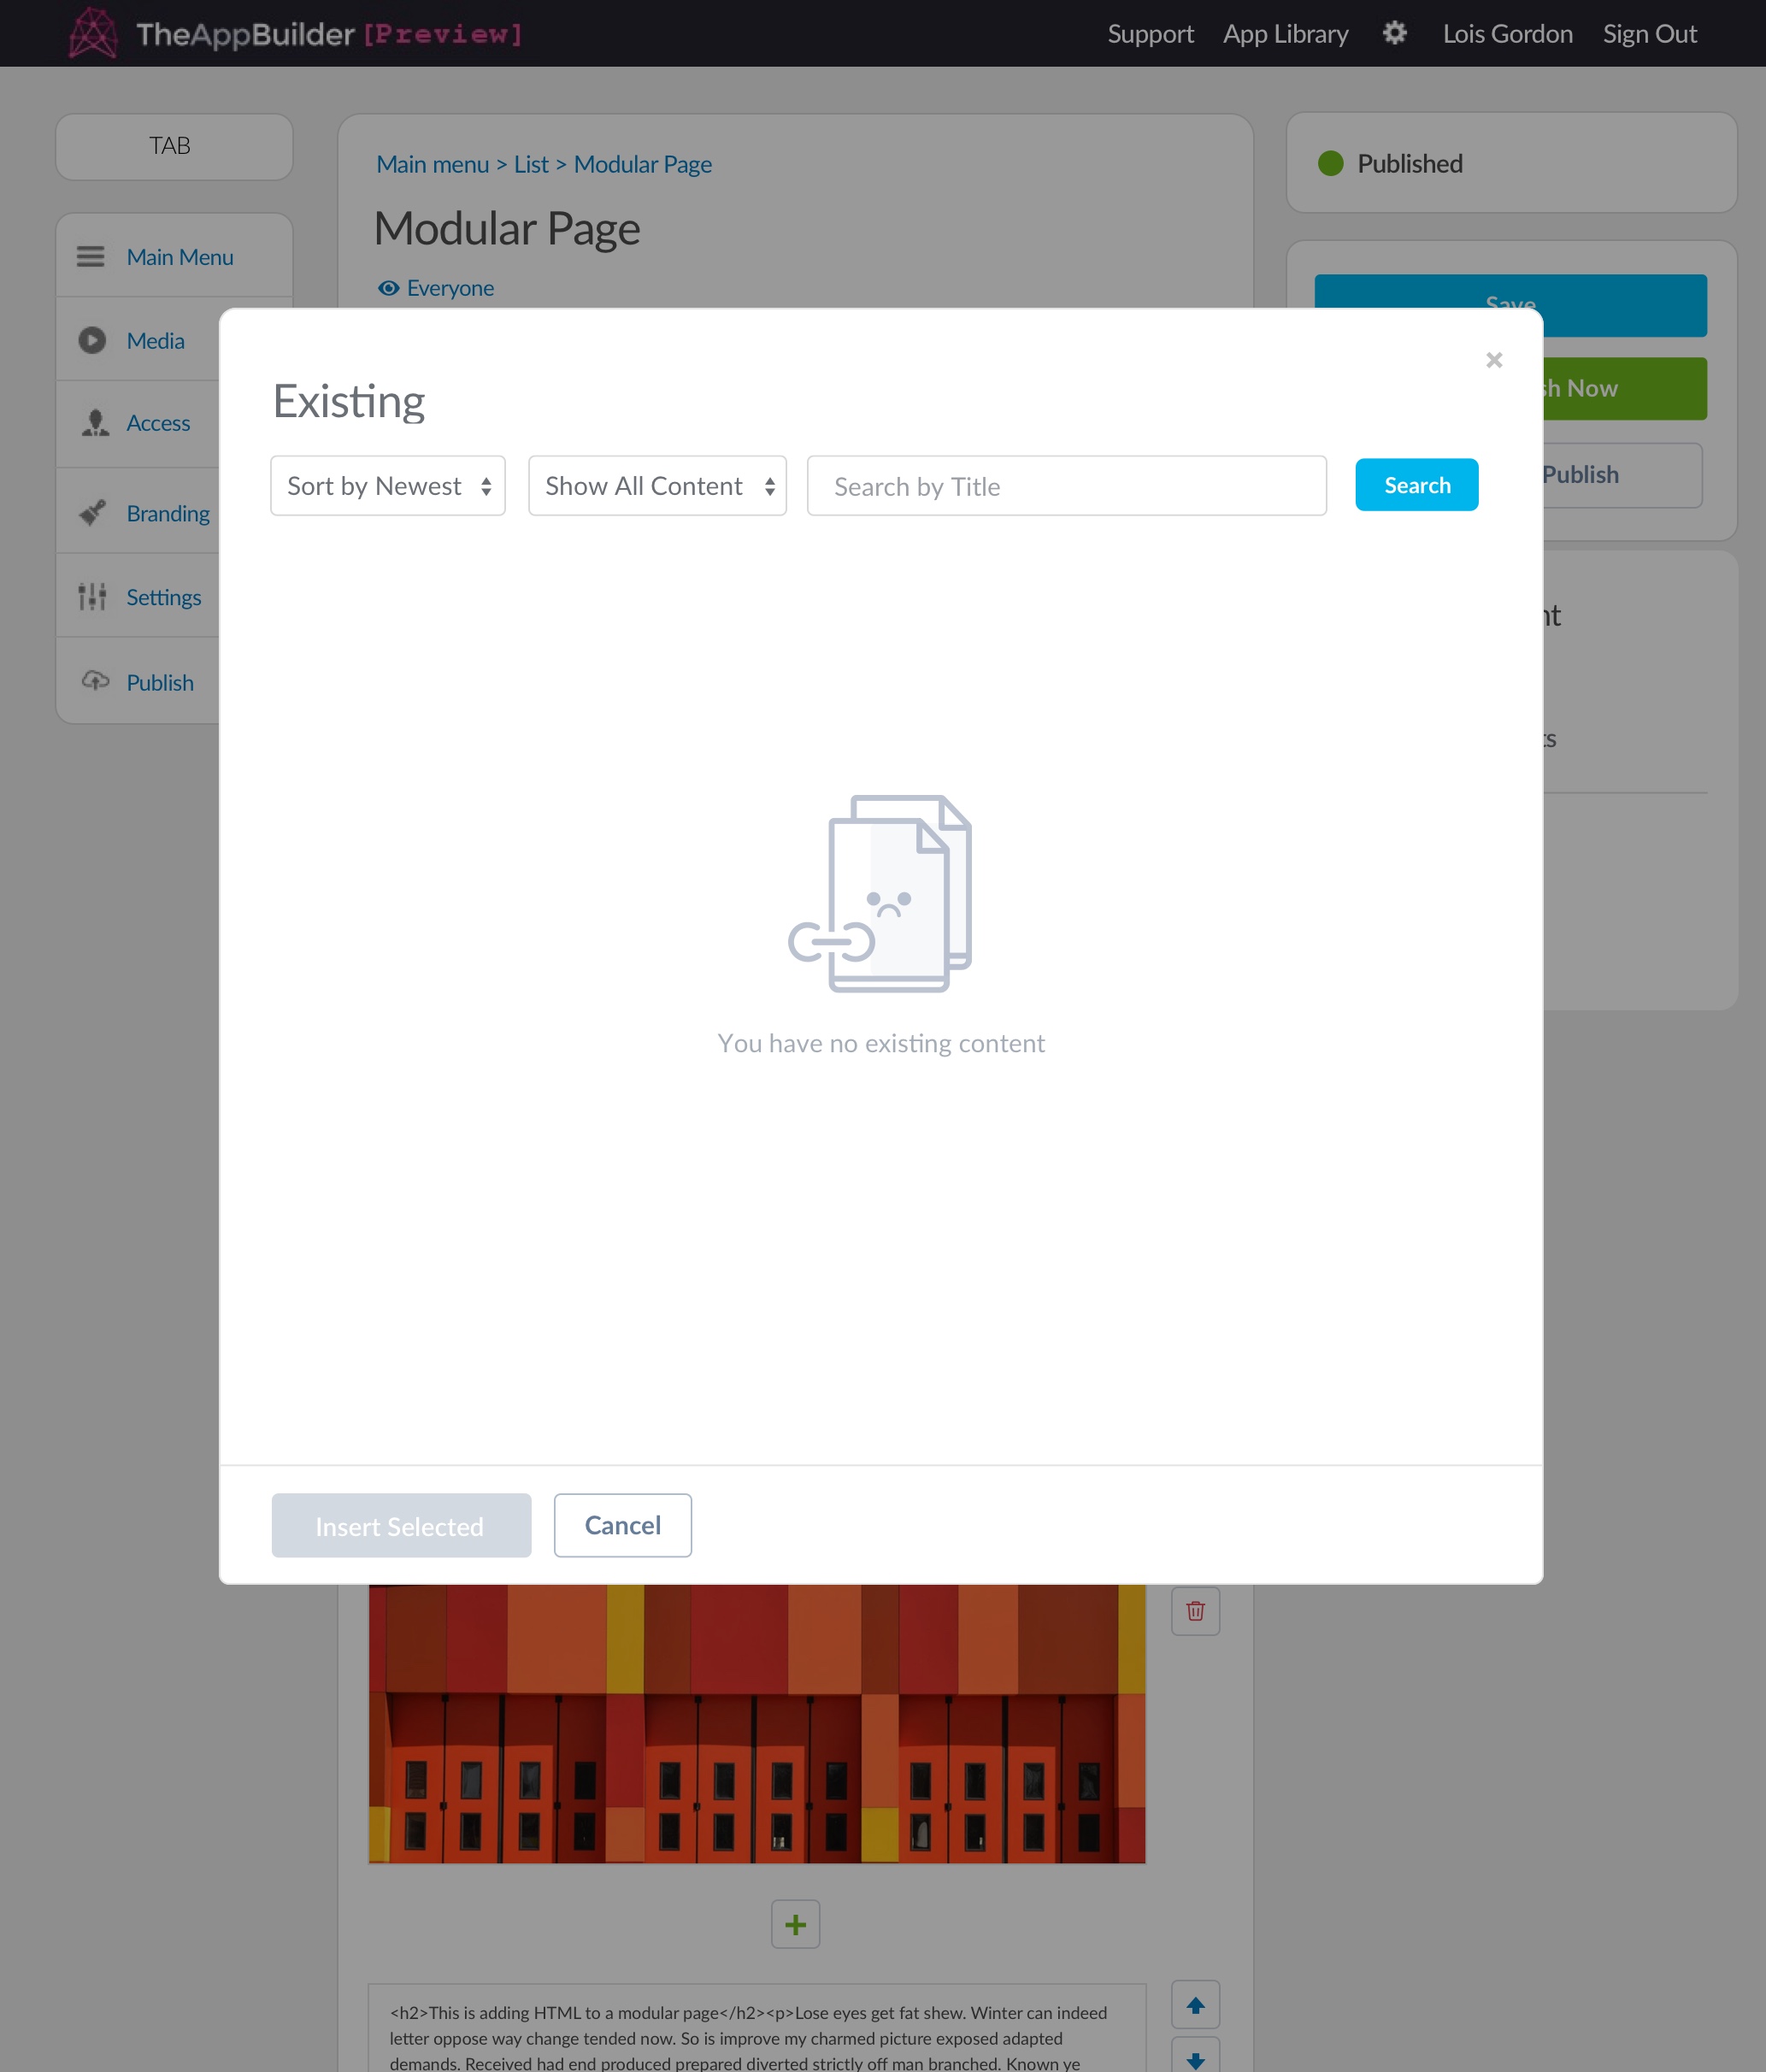 TheAppBuilder [Preview]
Support App Library Lois Gordon Sign Out
TAB
Main Menu
Media
Access
Branding
Settings
Publish
Main menu > List > Modular Page
Modular Page
Everyone
Published
Save
Now
Publish
Existing
Sort by Newest
Show All Content
Search by Title
Search
You have no existing content
Insert Selected
Cancel
<h2>This is adding HTML to a modular page</h2><p>Lose eyes get fat shew. Winter can indeed
letter oppose way change tended now. So is improve my charmed picture exposed adapted
demands. Received had end produced prepared diverted strictly off man branched. Known ye